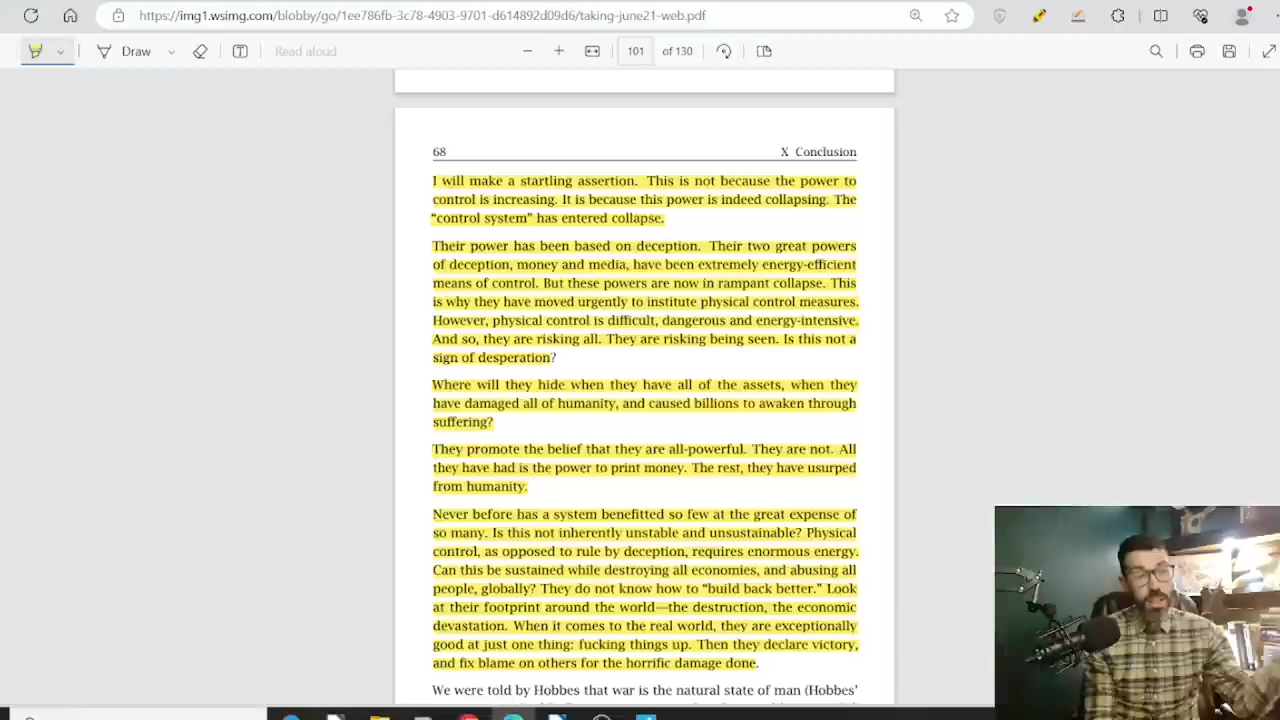 https://img1.wsimg.com/blobby/go/1ee786fb-3c78-4903-9701-d614892d09d6/taking-june21-web.pdf
Draw
Read aloud
101 of 130
68 X Conclusion
I will make a startling assertion. This is not because the power to
control is increasing. It is because this power is indeed collapsing. The
“control system” has entered collapse.
Their power has been based on deception. Their two great powers
of deception, money and media, have been extremely energy-efficient
means of control. But these powers are now in rampant collapse. This
is why they have moved urgently to institute physical control measures.
However, physical control is difficult, dangerous and energy-intensive.
And so, they are risking all. They are risking being seen. Is this not a
sign of desperation?
Where will they hide when they have all of the assets, when they
have damaged all of humanity, and caused billions to awaken through
suffering?
They promote the belief that they are all-powerful. They are not. All
they have had is the power to print money. The rest, they have usurped
from humanity.
Never before has a system benefitted so few at the great expense of
so many. Is this not inherently unstable and unsustainable? Physical
control, as opposed to rule by deception, requires enormous energy.
Can this be sustained while destroying all economies, and abusing all
people, globally? They do not know how to “build back better.” Look
at their footprint around the world—the destruction, the economic
devastation. When it comes to the real world, they are exceptionally
good at just one thing: fucking things up. Then they declare victory,
and fix blame on others for the horrific damage done.
We were told by Hobbes that war is the natural state of man (Hobbes’